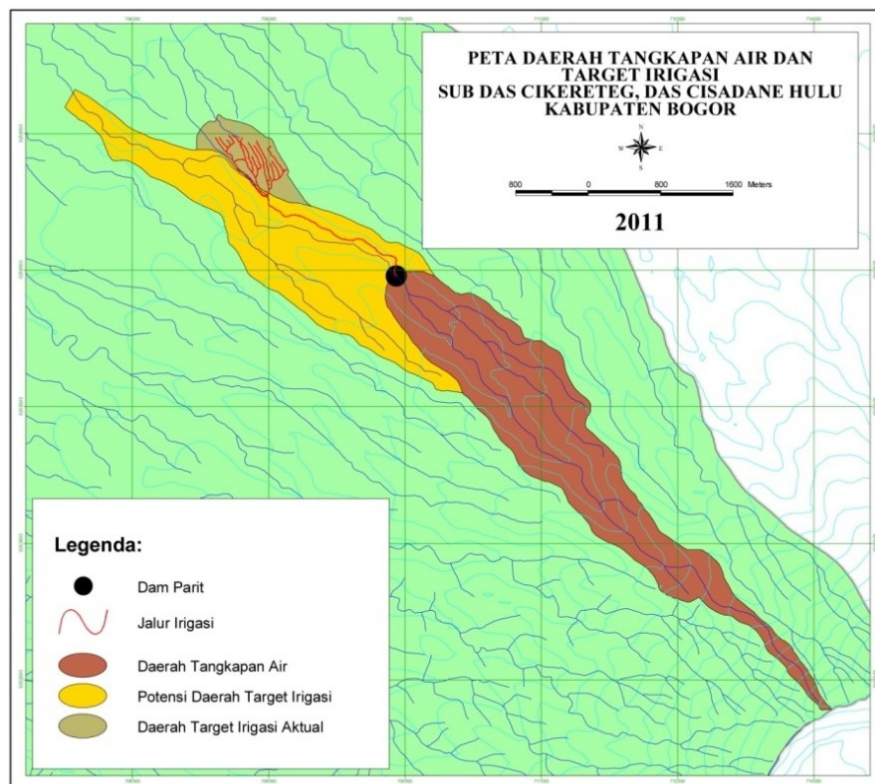 PETA DAERAH TANGKAPAN AIR DAN
TARGET IRIGASI
SUB DAS CIKERETEG, DAS CISADANE HULU
KABUPATEN BOGOR
N
W E
S
800 0 800 1600 Meters
2011
Legenda:
Dam Parit
Jalur Irigasi
Daerah Tangkapan Air
Potensi Daerah Target Irigasi
Daerah Target Irigasi Aktual